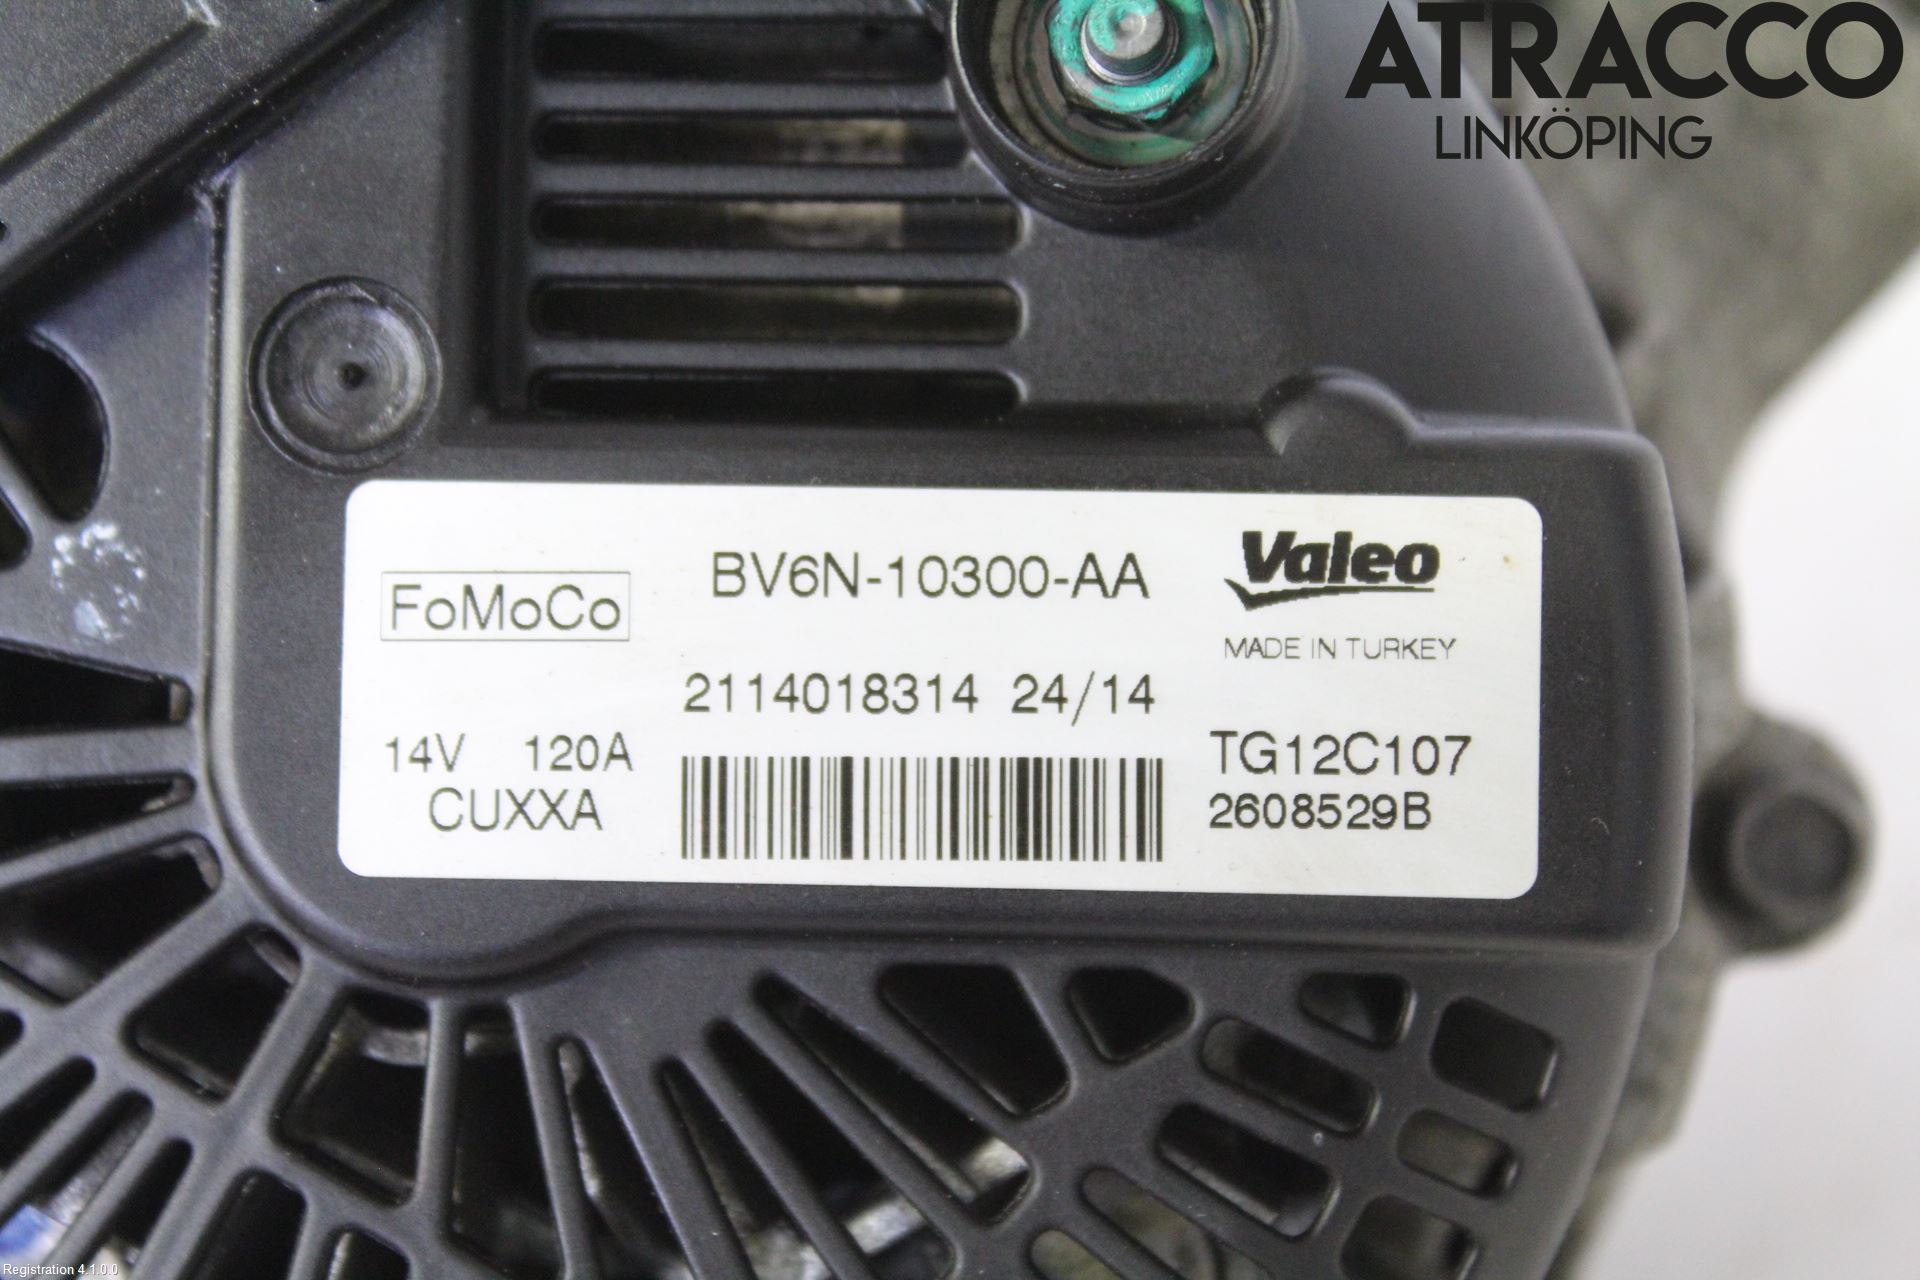 ATRACCO
LINKÖPING
FoMoCo
BV6N-10300-AA
Valeo
MADE IN TURKEY
2114018314 24/14
14V 120A
CUXXA
TG12C107
2608529B
Registration 4.1.0.0